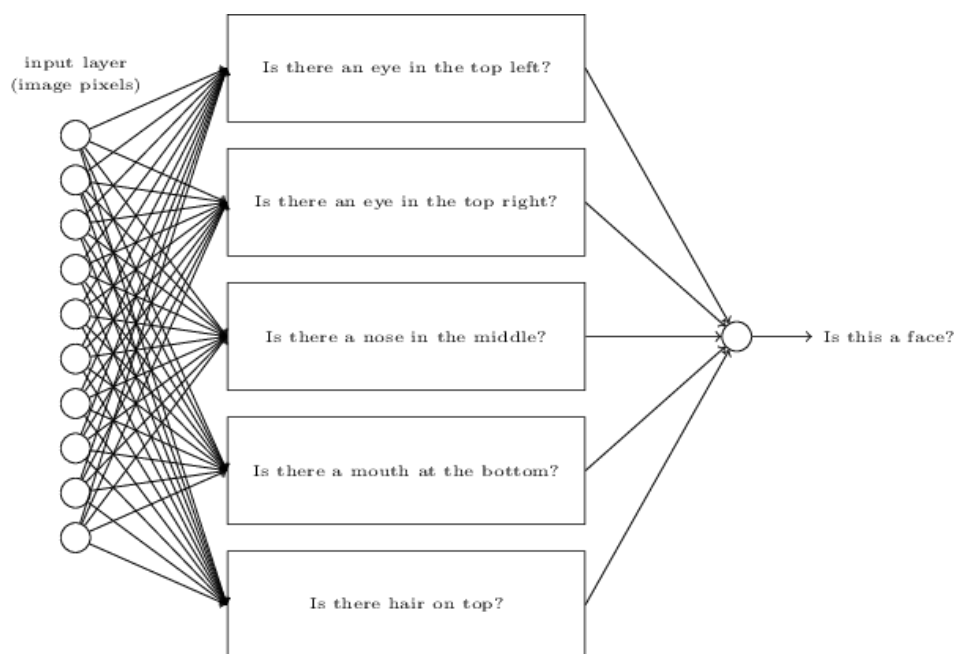 input layer
(image pixels)
Is there an eye in the top left?
Is there an eye in the top right?
Is there a nose in the middle?
Is there a mouth at the bottom?
Is there hair on top?
Is this a face?